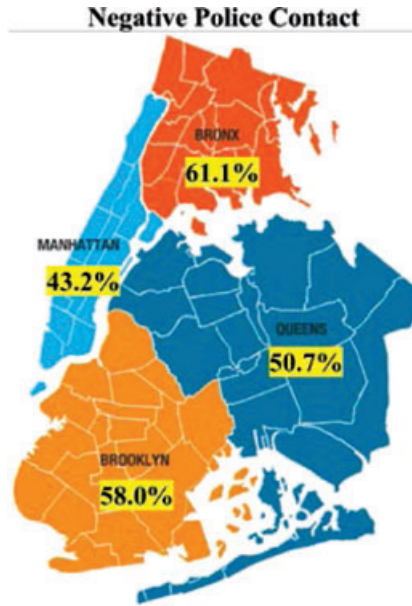 Negative Police Contact
BRONX
61.1%
MANHATTAN
43.2%
QUEENS
50.7%
BROOKLYN
58.0%